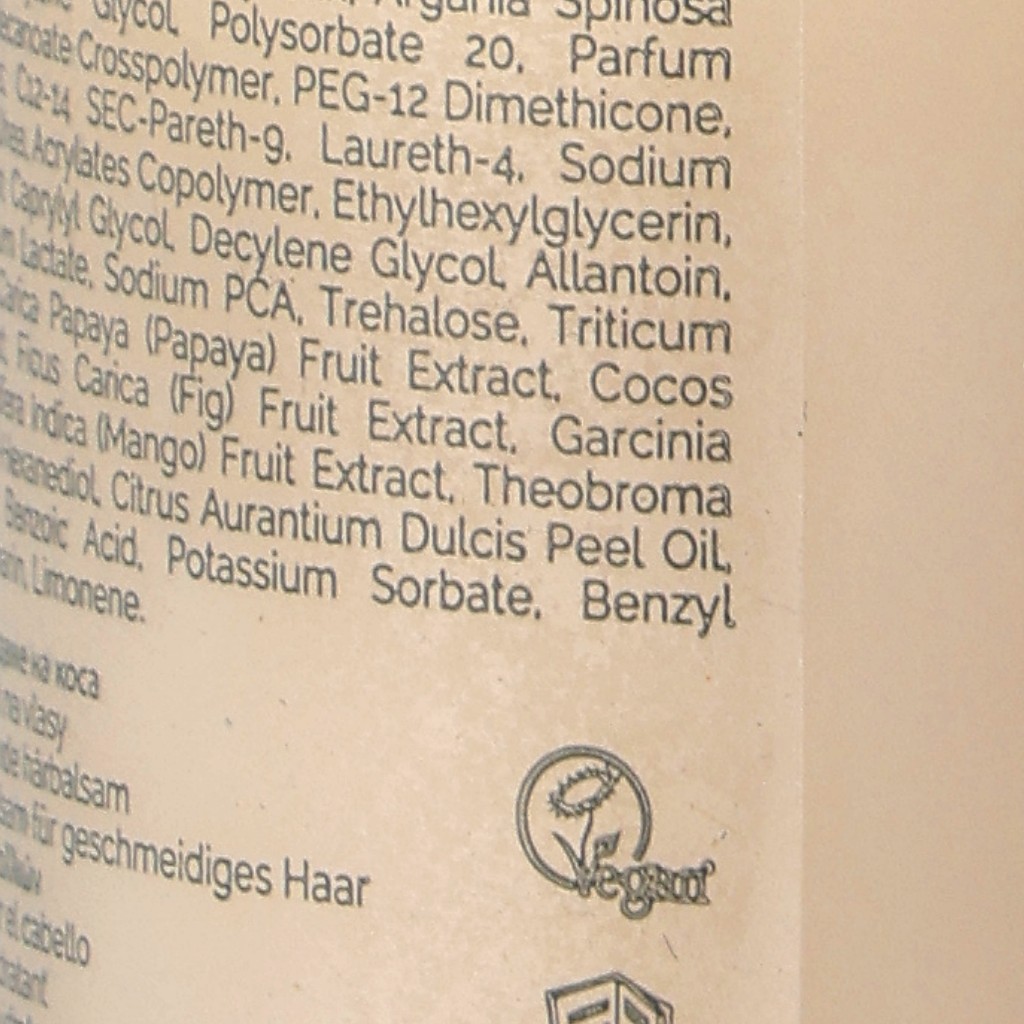 Glycol, Polysorbate 20, Parfum
Crosspolymer, PEG-12 Dimethicone,
C12-14 SEC-Pareth-9, Laureth-4, Sodium
Acrylates Copolymer, Ethylhexylglycerin,
Caprylyl Glycol, Decylene Glycol, Allantoin,
Lactate, Sodium PCA, Trehalose, Triticum
Carica Papaya (Papaya) Fruit Extract, Cocos
Ficus Carica (Fig) Fruit Extract, Garcinia
Indica (Mango) Fruit Extract, Theobroma
Citrus Aurantium Dulcis Peel Oil,
Benzoic Acid, Potassium Sorbate, Benzyl
Limonene.
на коса
na vlasy
hårbalsam
für geschmeidiges Haar
el cabello
Vegan